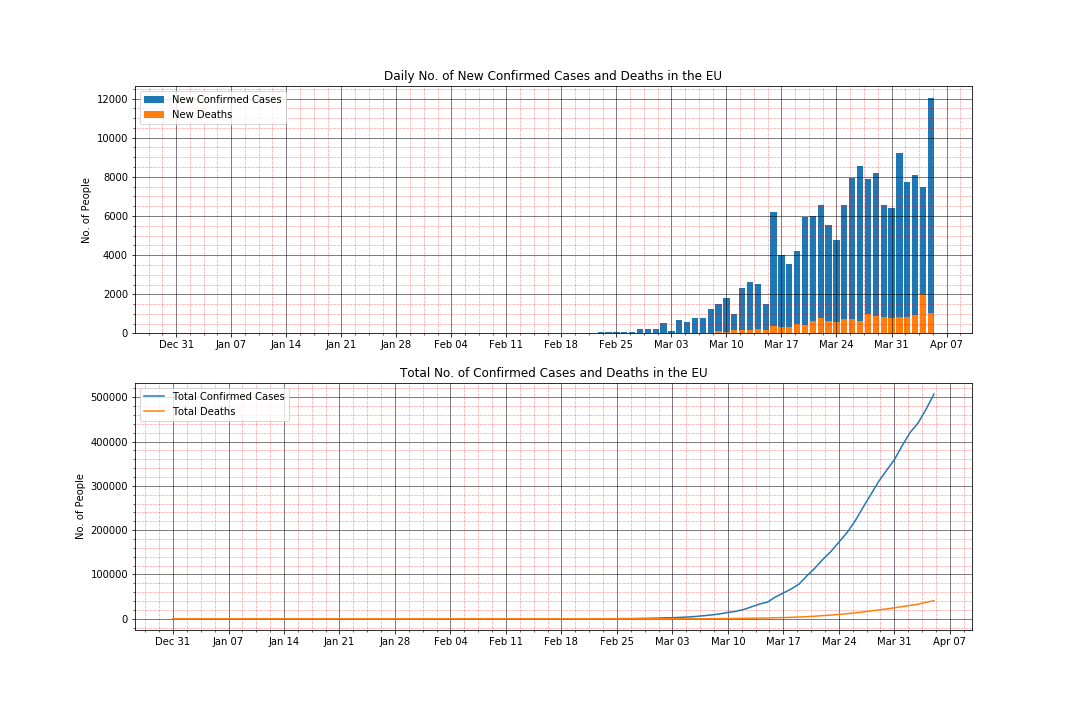 Daily No. of New Confirmed Cases and Deaths in the EU
New Confirmed Cases
New Deaths
12000
10000
8000
6000
4000
2000
0
No. of People
Dec 31 Jan 07 Jan 14 Jan 21 Jan 28 Feb 04 Feb 11 Feb 18 Feb 25 Mar 03 Mar 10 Mar 17 Mar 24 Mar 31 Apr 07
Total No. of Confirmed Cases and Deaths in the EU
Total Confirmed Cases
Total Deaths
500000
400000
300000
200000
100000
0
No. of People
Dec 31 Jan 07 Jan 14 Jan 21 Jan 28 Feb 04 Feb 11 Feb 18 Feb 25 Mar 03 Mar 10 Mar 17 Mar 24 Mar 31 Apr 07